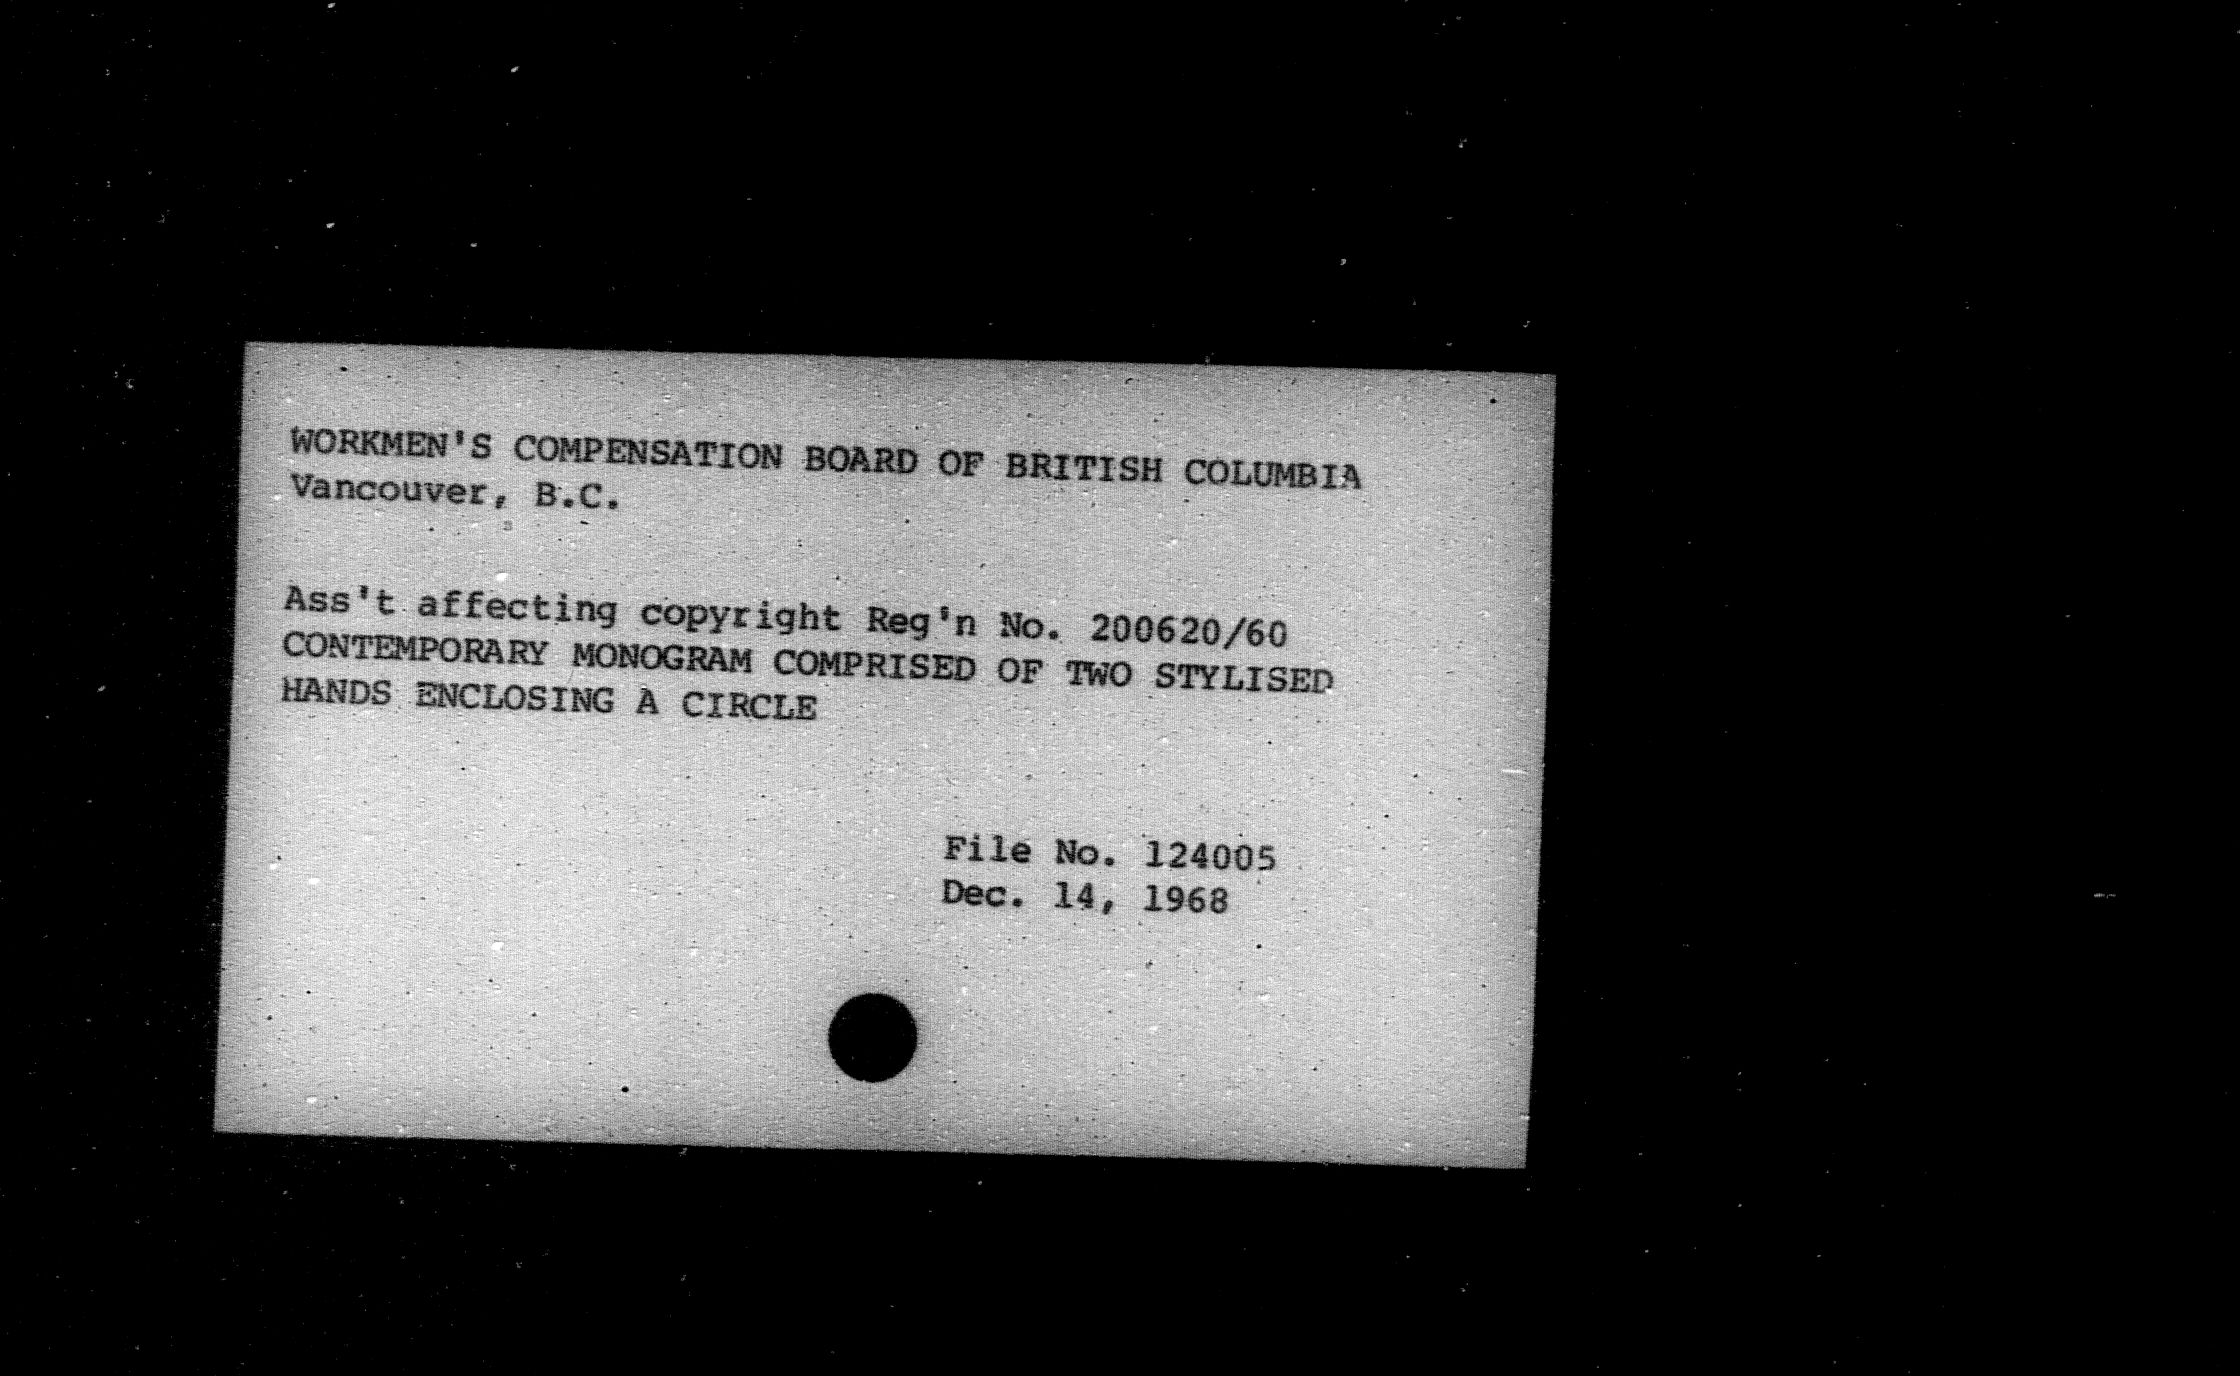 WORKMEN'S COMPENSATION BOARD OF BRITISH COLUMBIA
Vancouver, B.C.
Ass't affecting copyright Reg'n No. 200620/60
CONTEMPORARY MONOGRAM COMPRISED OF TWO STYLISED
HANDS ENCLOSING A CIRCLE
File No. 124005
Dec. 14, 1968